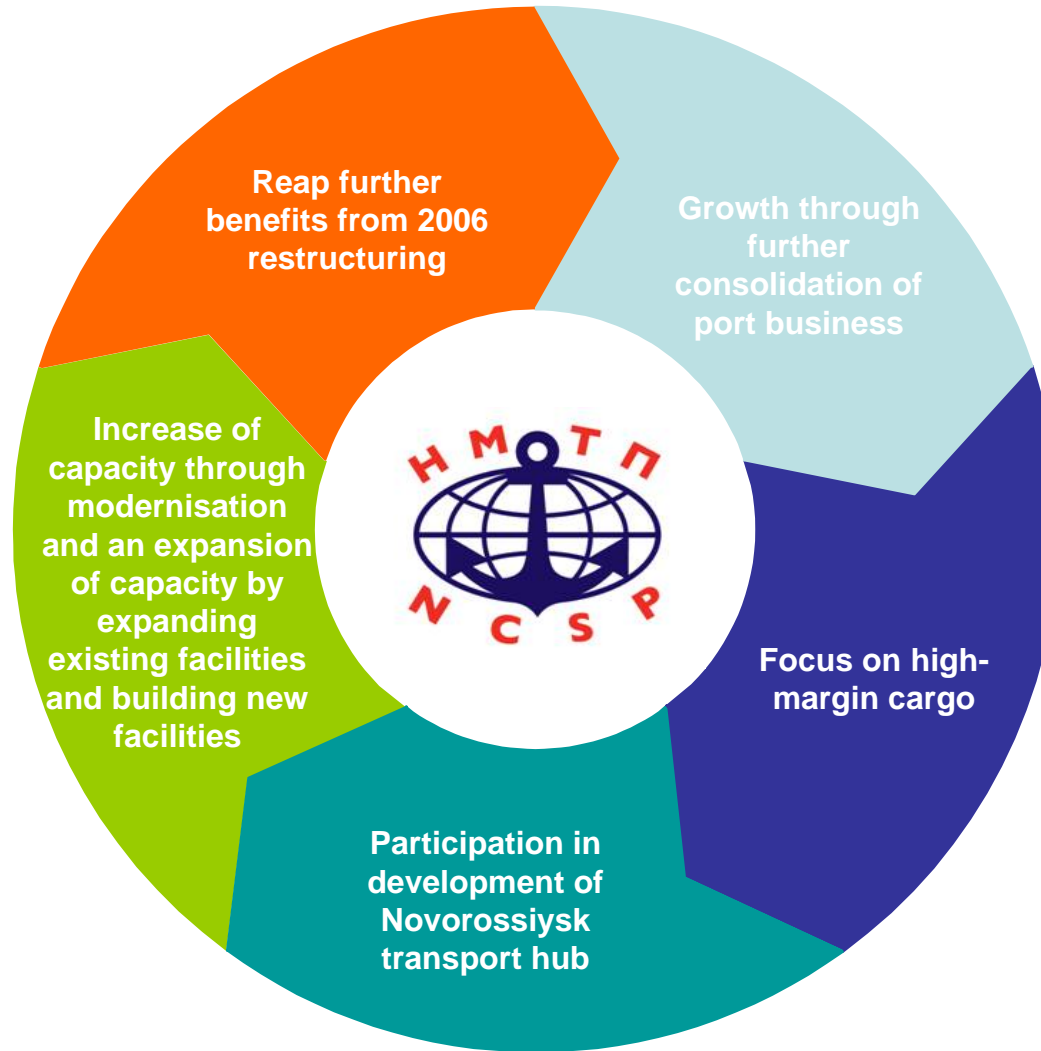 Reap further
benefits from 2006
restructuring
Growth through
further
consolidation of
port business
Focus on high-
margin cargo
Participation in
development of
Novorossiysk
transport hub
Increase of
capacity through
modernisation
and an expansion
of capacity by
expanding
existing facilities
and building new
facilities
НМТП
NCSP